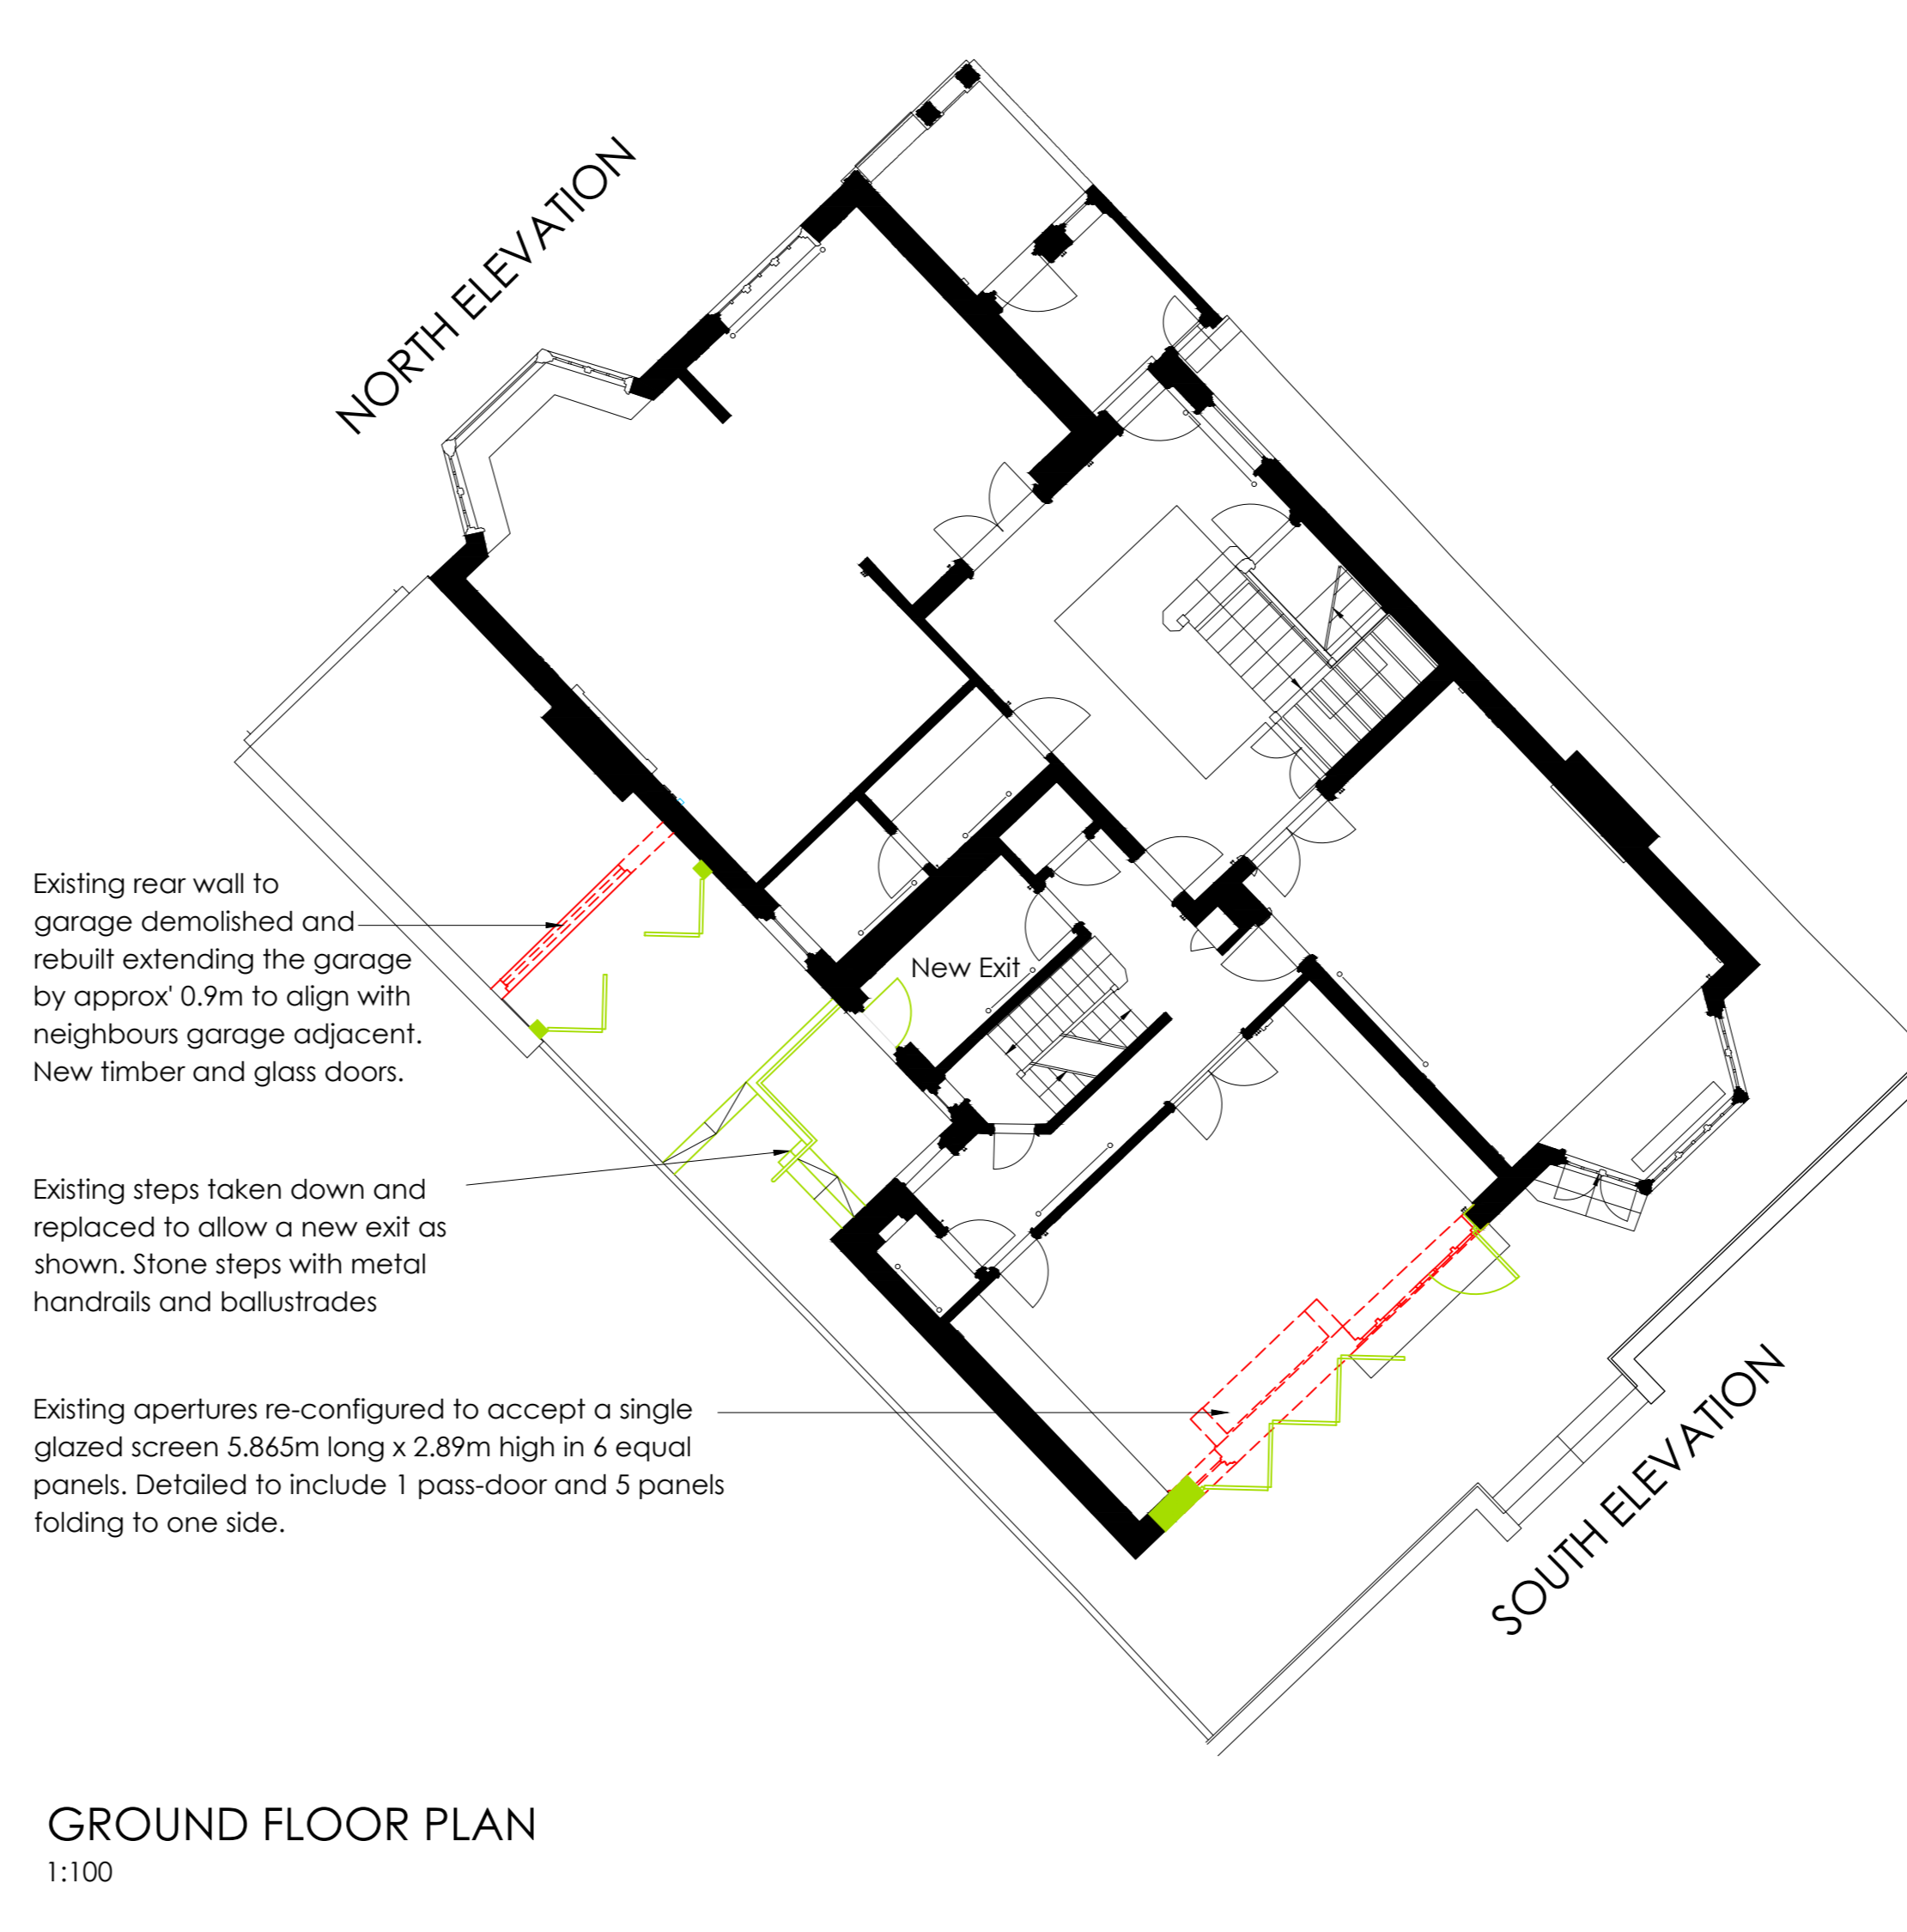 NORTH ELEVATION
Existing rear wall to
garage demolished and
rebuilt extending the garage
by approx' 0.9m to align with
neighbours garage adjacent.
New timber and glass doors.
New Exit
Existing steps taken down and
replaced to allow a new exit as
shown. Stone steps with metal
handrails and ballustrades
Existing apertures re-configured to accept a single
glazed screen 5.865m long x 2.89m high in 6 equal
panels. Detailed to include 1 pass-door and 5 panels
folding to one side.
SOUTH ELEVATION
GROUND FLOOR PLAN
1:100